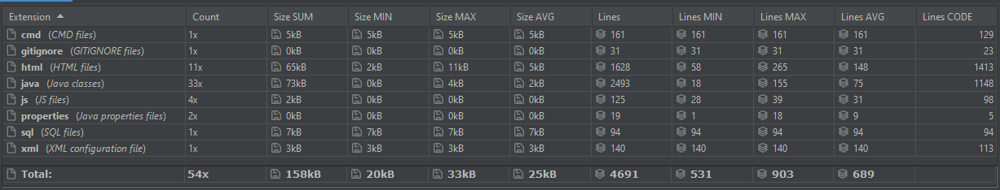 Extension Count Size SUM Size MIN Size MAX Size AVG Lines Lines MIN Lines MAX Lines AVG Lines CODE
cmd (CMD files) 1x 5kB 5kB 5kB 5kB 161 161 161 161 129
gitignore (GITIGNORE files) 1x 0kB 0kB 0kB 0kB 31 31 31 31 23
html (HTML files) 11x 65kB 2kB 11kB 5kB 1628 58 265 148 1413
java (Java classes) 33x 73kB 0kB 4kB 2kB 2493 18 155 75 1148
js (JS files) 4x 2kB 0kB 0kB 0kB 125 28 39 31 98
properties (Java properties files) 2x 0kB 0kB 0kB 0kB 19 1 18 9 5
sql (SQL files) 1x 7kB 7kB 7kB 7kB 94 94 94 94 94
xml (XML configuration file) 1x 3kB 3kB 3kB 3kB 140 140 140 140 113
Total: 54x 158kB 20kB 33kB 25kB 4691 531 903 689